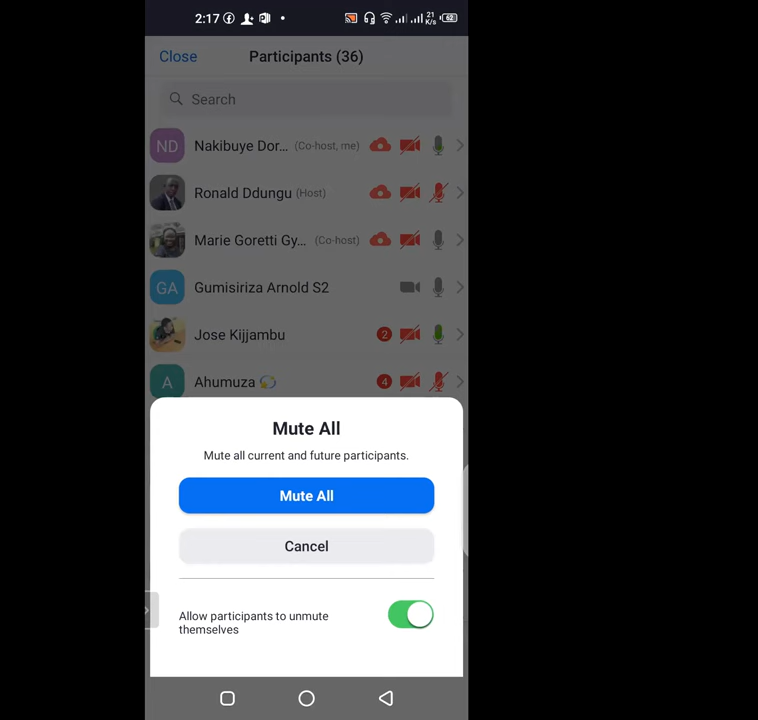 2:17
21
K/s
62
Close
Participants (36)
Search
ND
Nakibuye Dor... (Co-host, me)
Ronald Ddungu (Host)
Marie Goretti Gy... (Co-host)
GA
Gumisiriza Arnold S2
Jose Kijjambu
2
A
Ahumuza
4
Mute All
Mute all current and future participants.
Mute All
Cancel
Allow participants to unmute
themselves